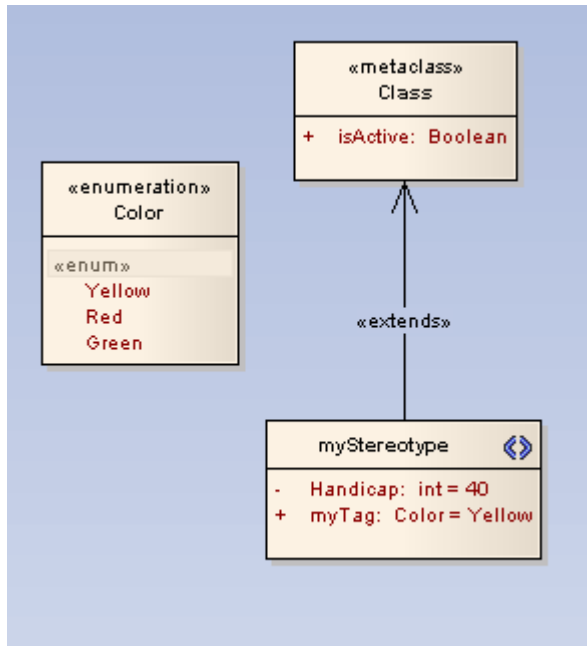 «metaclass»
Class
+ isActive: Boolean
«enumeration»
Color
«enum»
Yellow
Red
Green
«extends»
myStereotype
- Handicap: int = 40
+ myTag: Color = Yellow